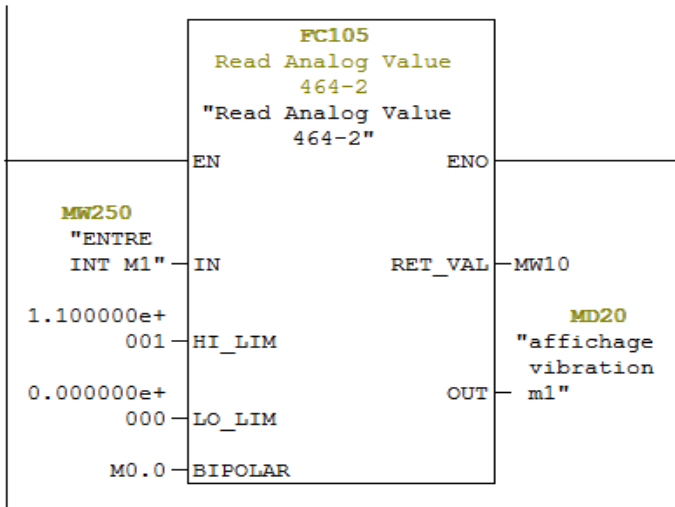 FC105
Read Analog Value
464-2
"Read Analog Value
464-2"
EN ENO
MW250
"ENTRE
INT M1" IN RET_VAL MW10
1.100000e+
001 HI_LIM
MD20
"affichage
vibration
m1"
OUT
0.000000e+
000 LO_LIM
M0.0 BIPOLAR